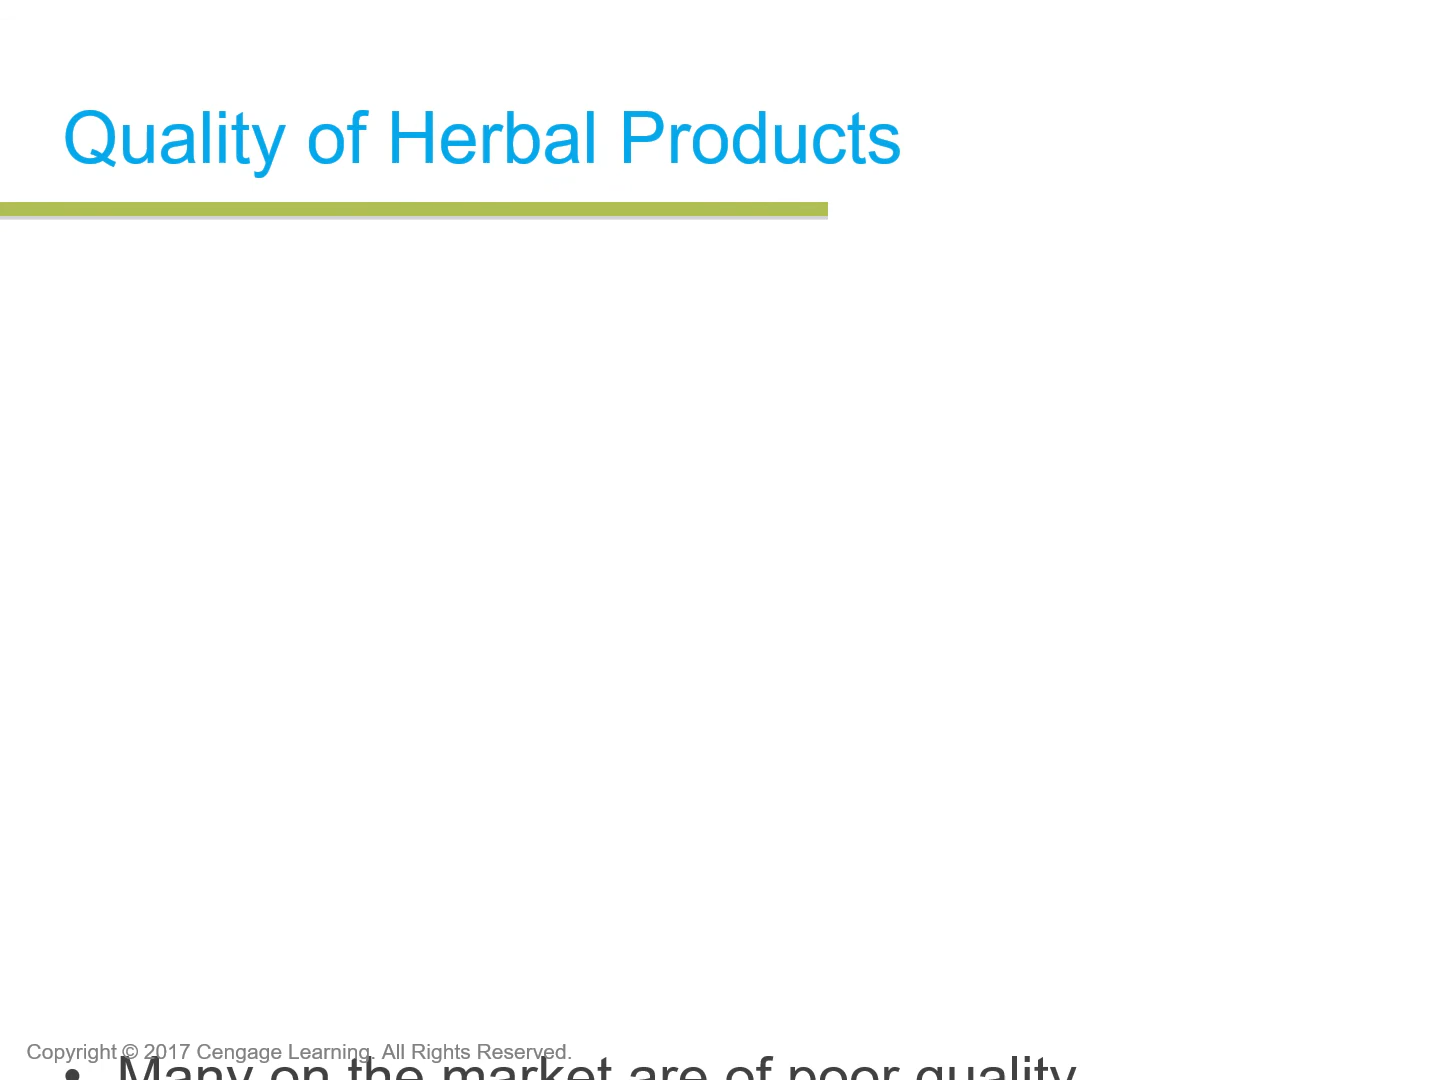 Quality of Herbal Products
Copyright © 2017 Cengage Learning. All Rights Reserved.
• Many on the market are of poor quality